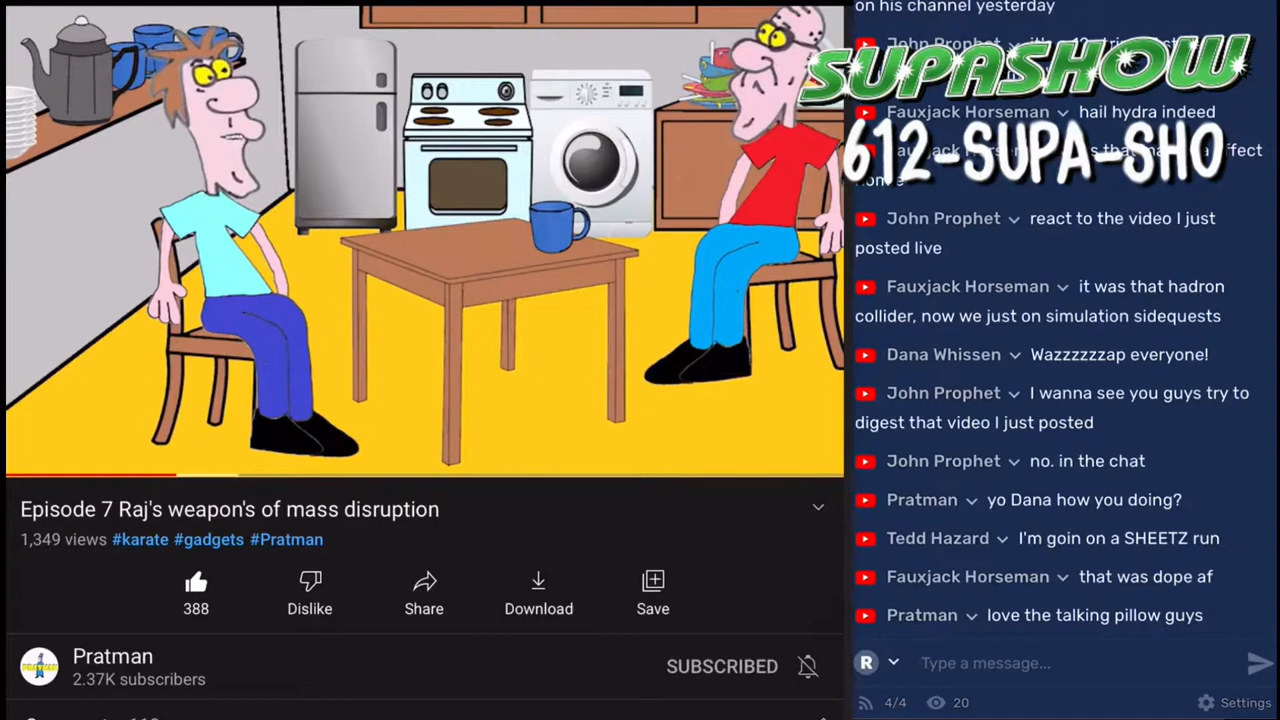 Episode 7 Raj's weapon's of mass disruption
1,349 views #karate #gadgets #Pratman
388
Dislike
Share
Download
Save
Pratman
2.37K subscribers
SUBSCRIBED
on his channel yesterday
John Prophet
SUPASHOW
Fauxjack Horseman hail hydra indeed
612-SUPA-SHO
John Prophet react to the video I just
posted live
Fauxjack Horseman it was that hadron
collider, now we just on simulation sidequests
Dana Whissen Wazzzzzzap everyone!
John Prophet I wanna see you guys try to
digest that video I just posted
John Prophet no. in the chat
Pratman yo Dana how you doing?
Tedd Hazard I'm goin on a SHEETZ run
Fauxjack Horseman that was dope af
Pratman love the talking pillow guys
R Type a message...
4/4 20 Settings